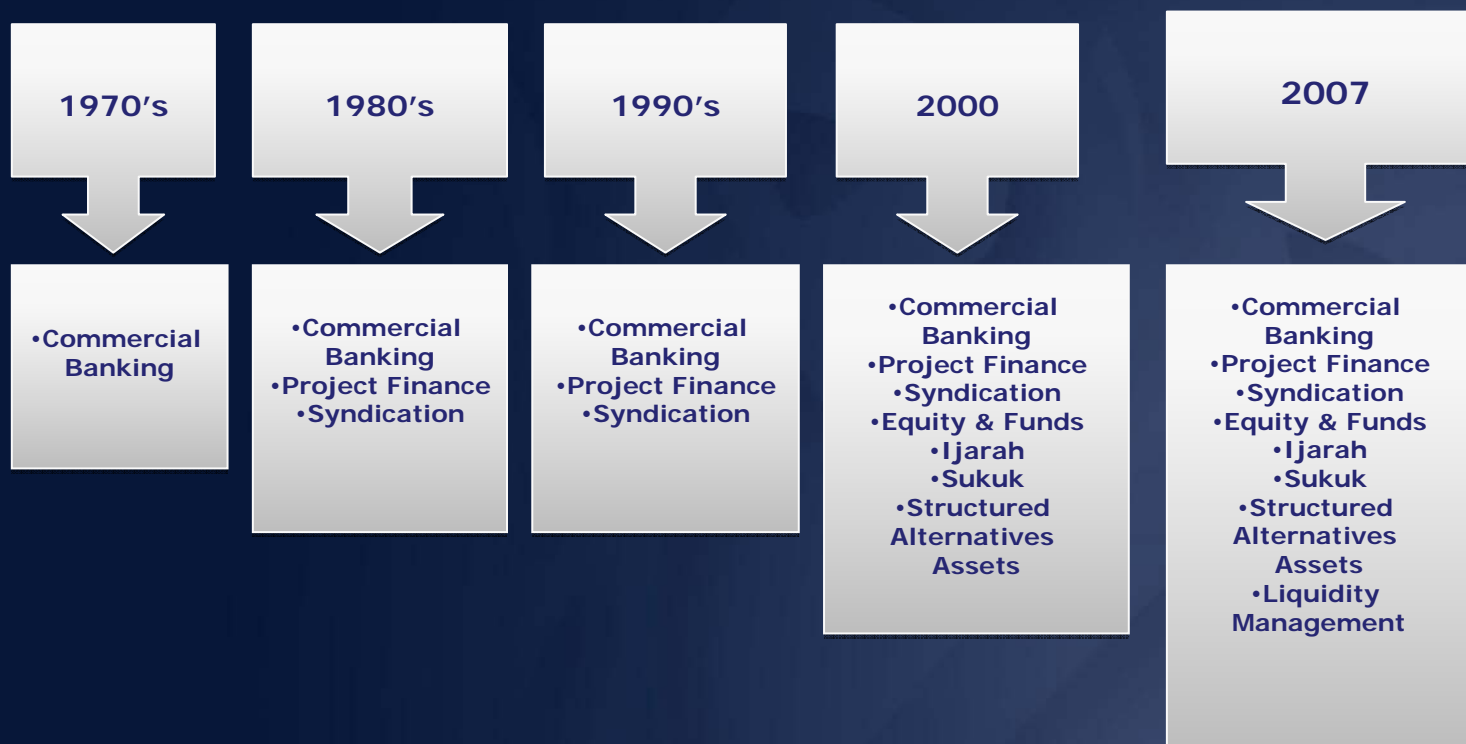 1970's
1980's
1990's
2000
2007
•Commercial
Banking
•Commercial
Banking
•Project Finance
•Syndication
•Commercial
Banking
•Project Finance
•Syndication
•Commercial
Banking
•Project Finance
•Syndication
•Equity & Funds
•Ijarah
•Sukuk
•Structured
Alternatives
Assets
•Commercial
Banking
•Project Finance
•Syndication
•Equity & Funds
•Ijarah
•Sukuk
•Structured
Alternatives
Assets
•Liquidity
Management